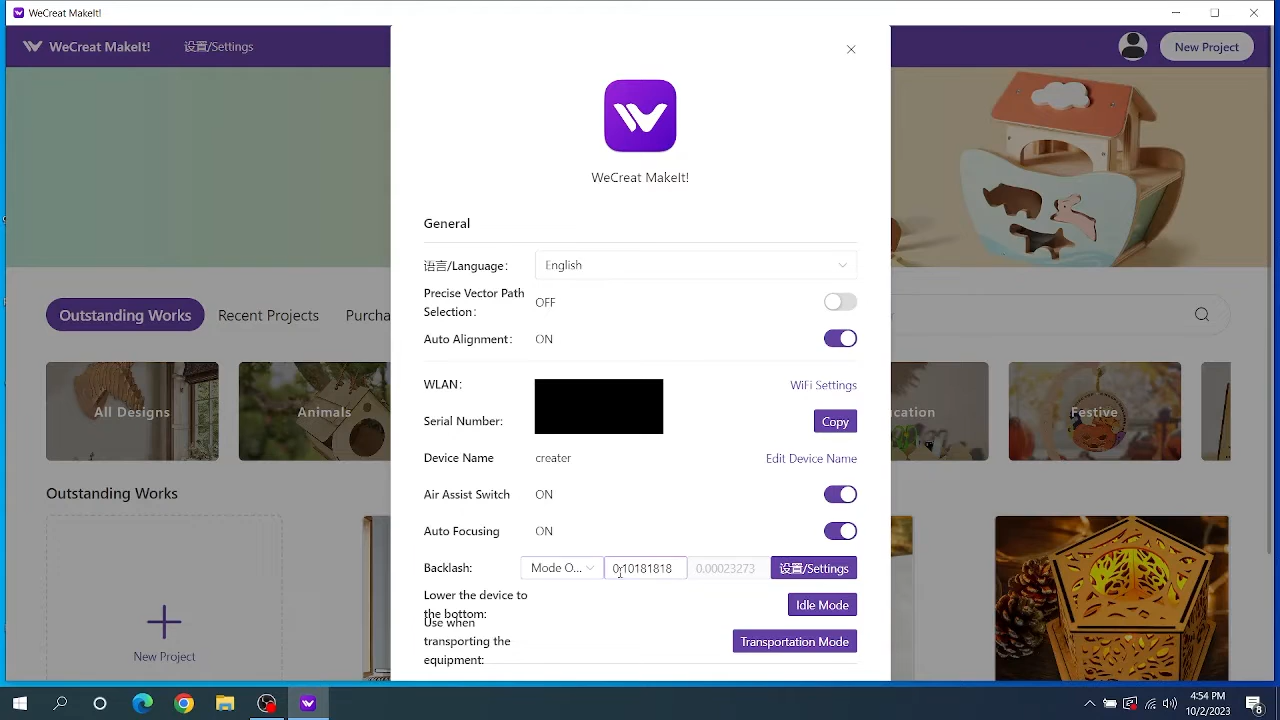 WeCreat MakeIt!
WeCreat MakeIt!
设置/Settings
New Project
WeCreat MakeIt!
General
语言/Language:
English
Precise Vector Path
Selection:
OFF
Auto Alignment:
ON
WLAN:
WiFi Settings
Serial Number:
Copy
Device Name
creater
Edit Device Name
Air Assist Switch
ON
Auto Focusing
ON
Backlash:
Mode O...
0.10181818
0.00023273
设置/Settings
Lower the device to
the bottom:
Idle Mode
Use when
transporting the
equipment:
Transportation Mode
Outstanding Works
Recent Projects
Purcha
All Designs
Animals
ucation
Festive
Outstanding Works
New Project
4:54 PM
10/2/2023
8